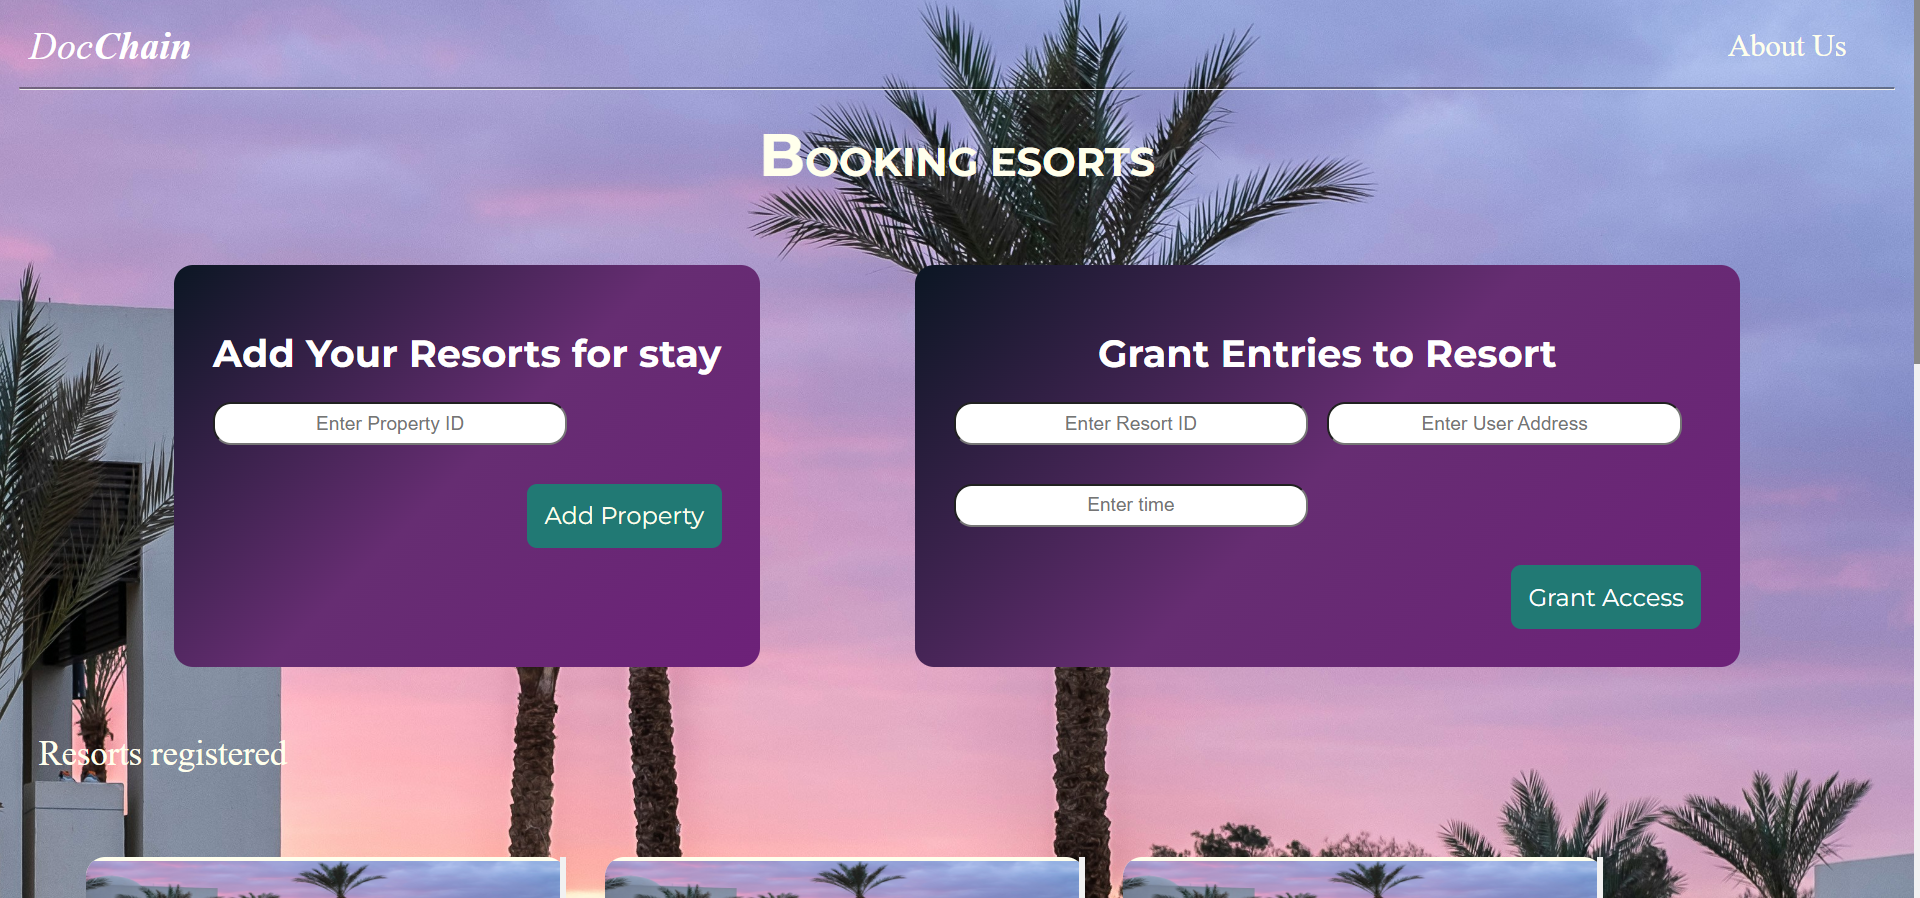 DocChain
About Us
Booking esorts
Add Your Resorts for stay
Enter Property ID
Add Property
Grant Entries to Resort
Enter Resort ID
Enter User Address
Enter time
Grant Access
Resorts registered